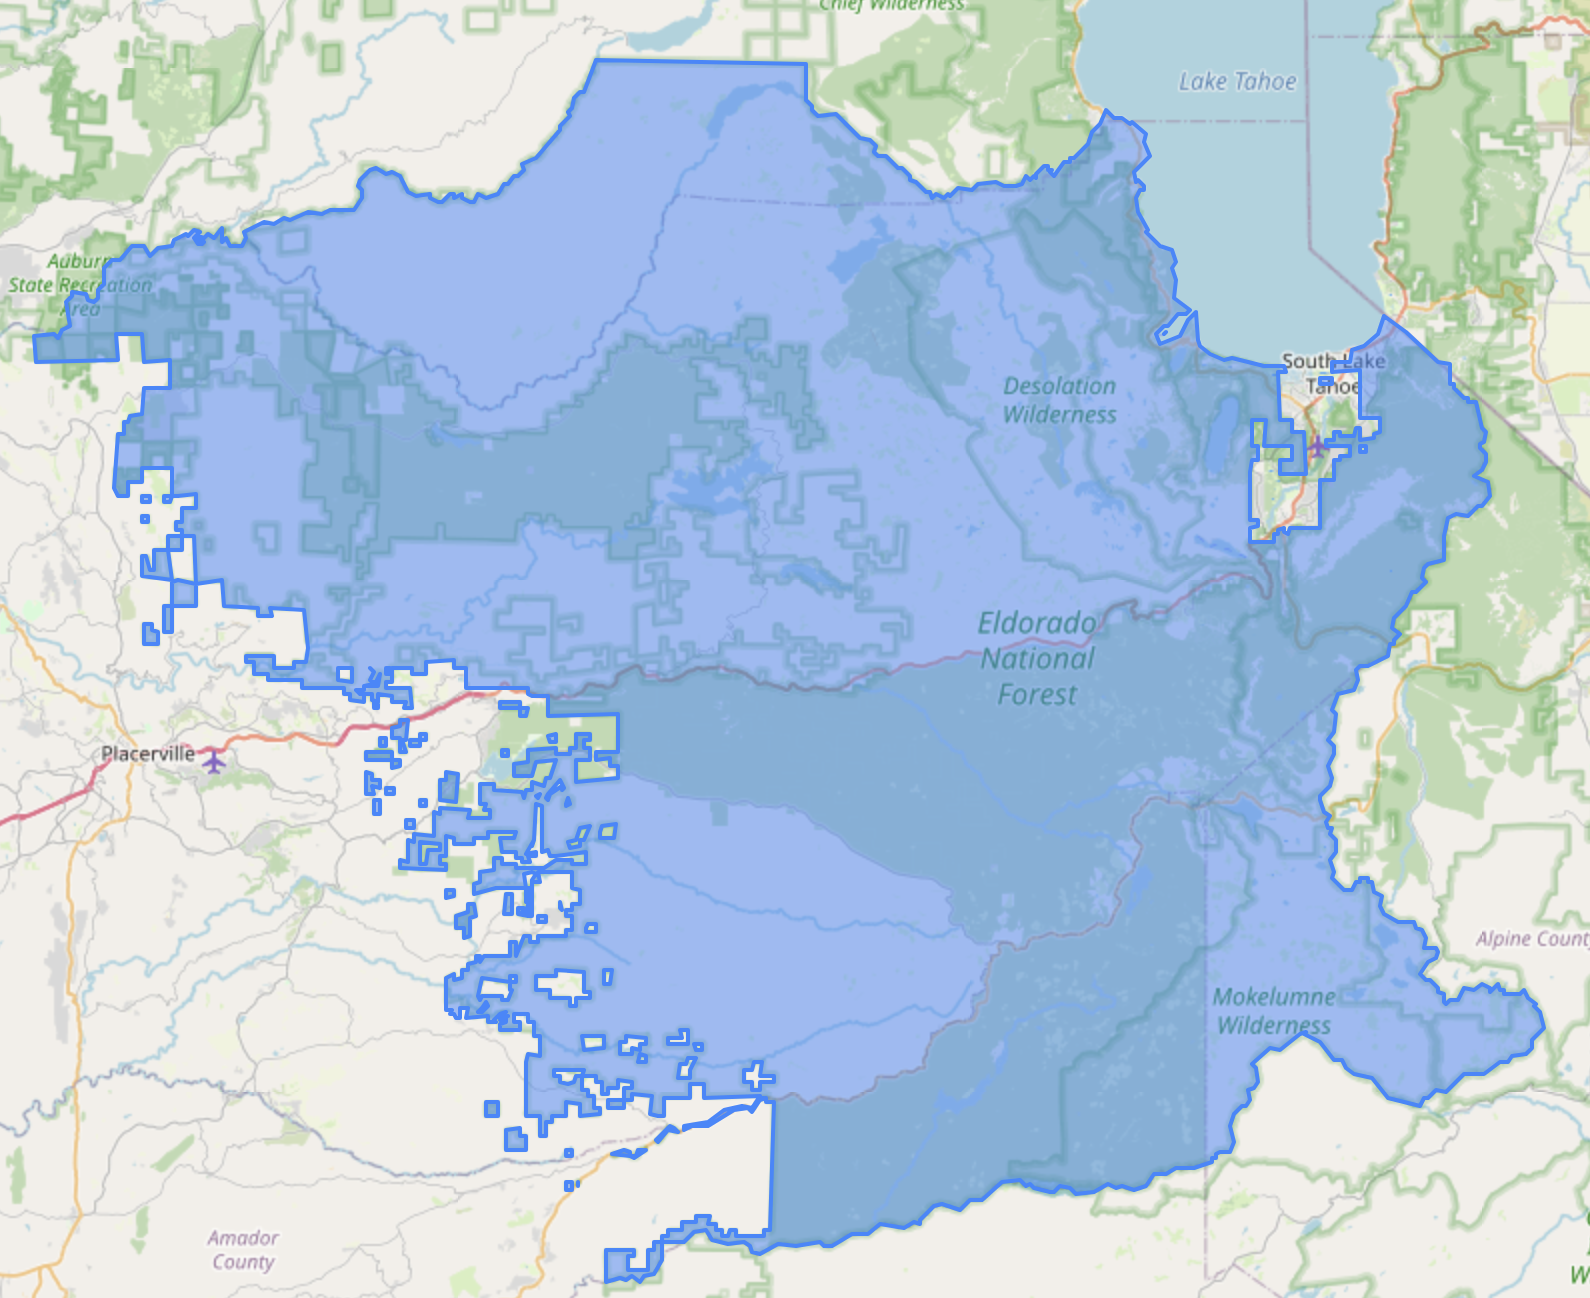 Chief Wilderness
Lake Tahoe
Auburn
State Recreation
Area
South Lake
Tahoe
Desolation
Wilderness
Eldorado
National
Forest
Placerville
Alpine County
Mokelumne
Wilderness
Amador
County